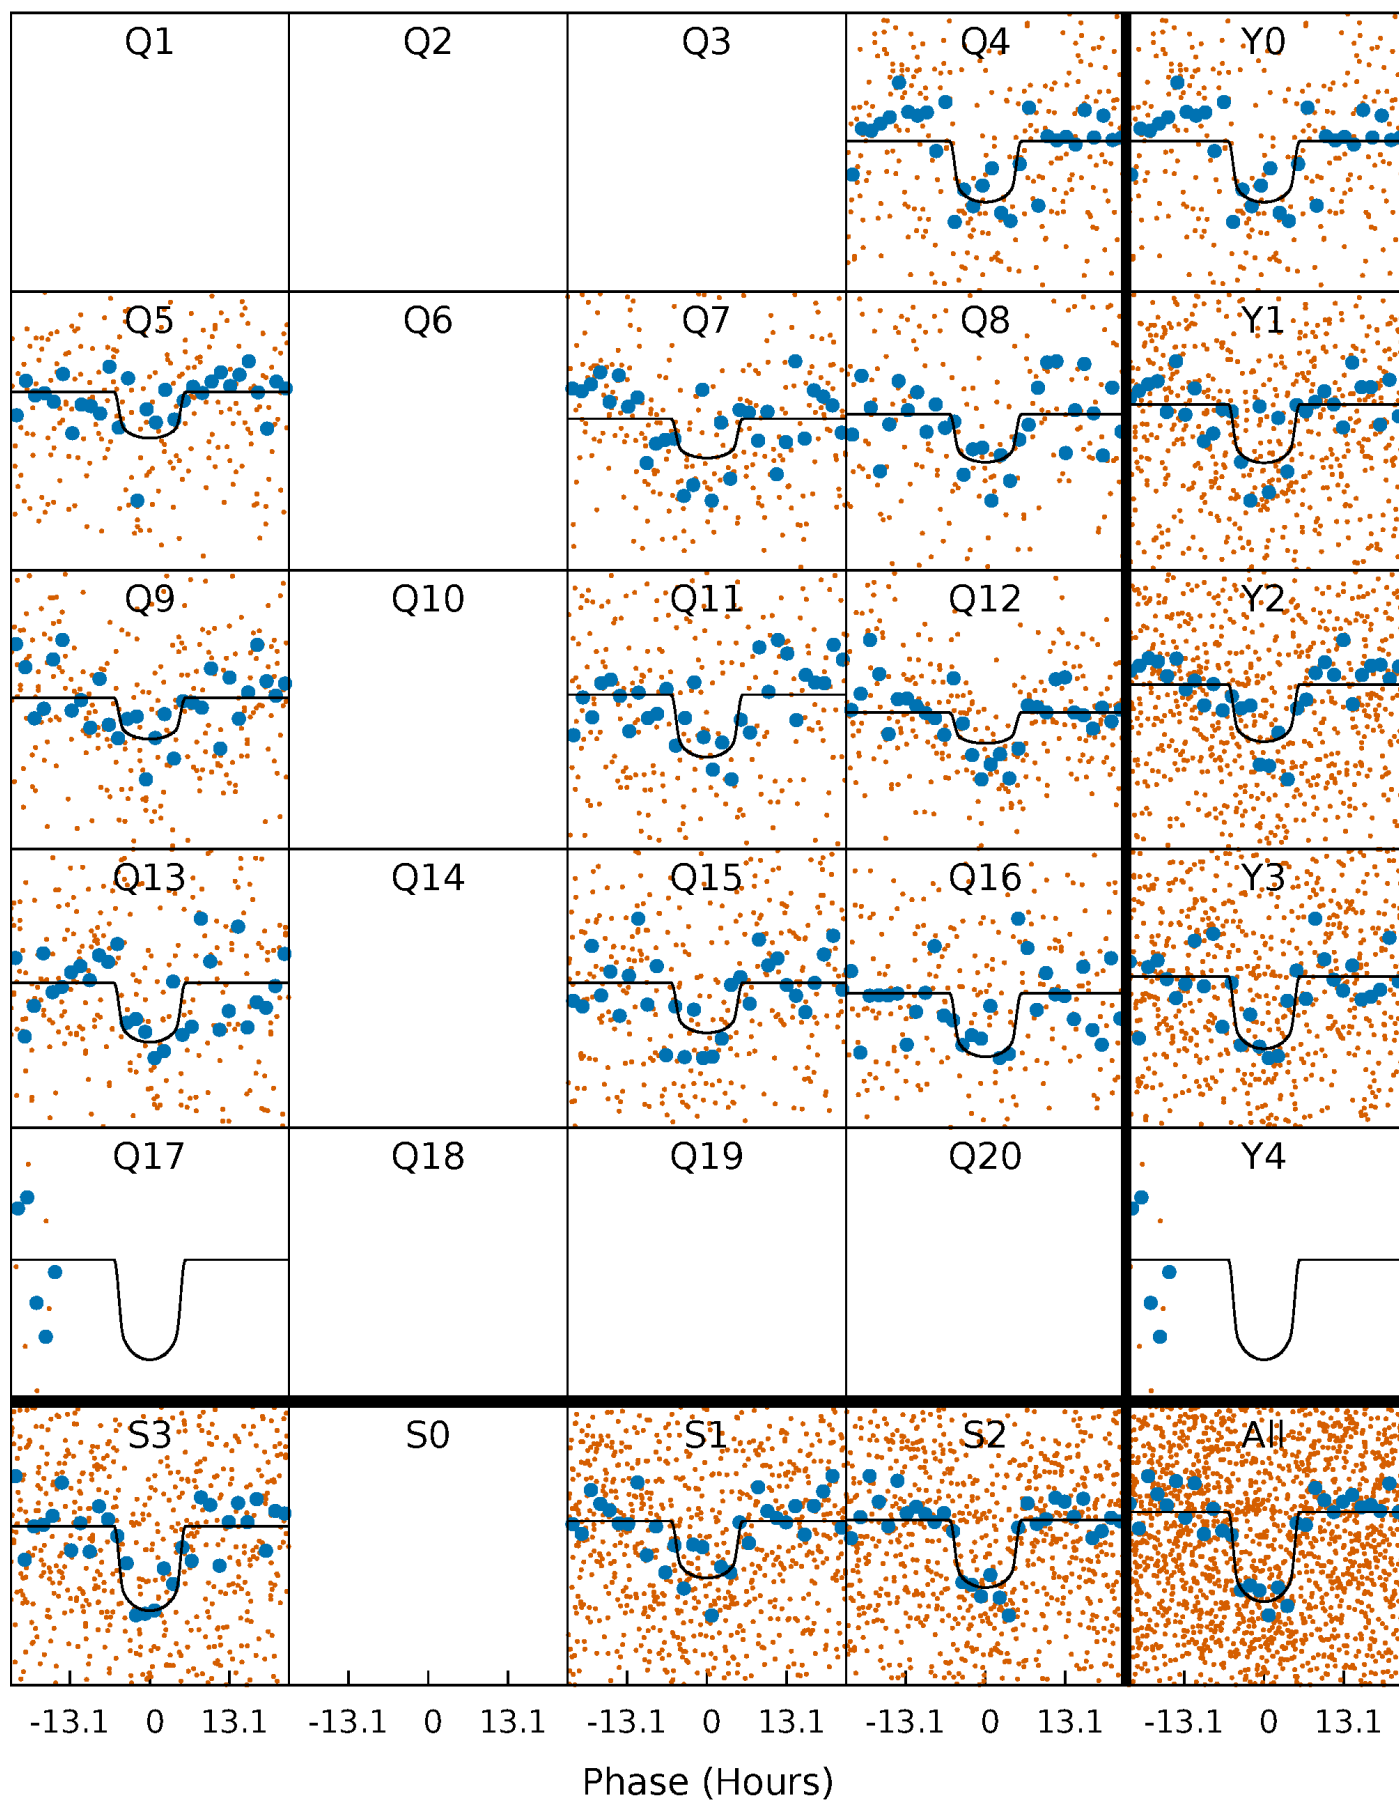 Q1 Q2 Q3 Q4 Y0
Q5 Q6 Q7 Q8 Y1
Q9 Q10 Q11 Q12 Y2
Q13 Q14 Q15 Q16 Y3
Q17 Q18 Q19 Q20 Y4
S3 S0 S1 S2 All
-13.1 0 13.1 -13.1 0 13.1 -13.1 0 13.1 -13.1 0 13.1 -13.1 0 13.1
Phase (Hours)